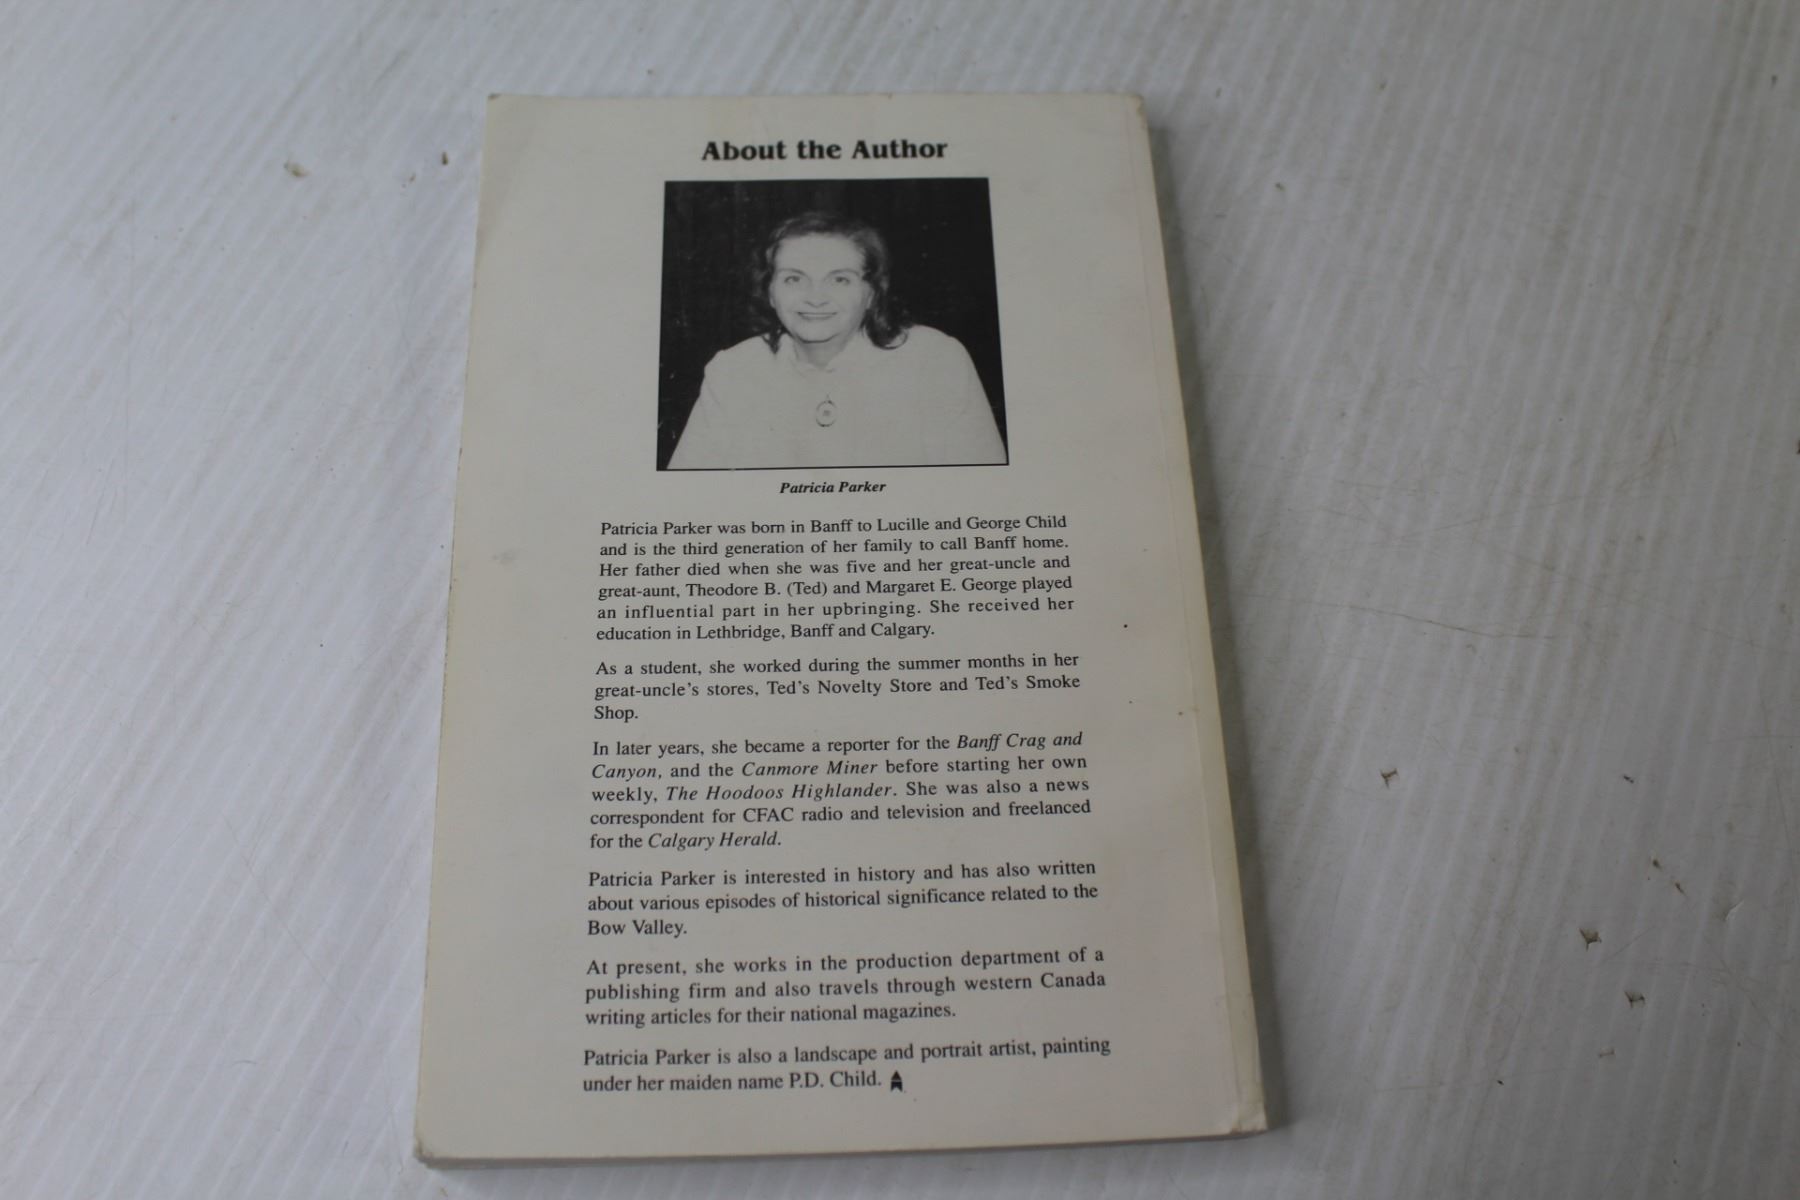 About the Author
Patricia Parker
Patricia Parker was born in Banff to Lucille and George Child
and is the third generation of her family to call Banff home.
Her father died when she was five and her great-uncle and
great-aunt, Theodore B. (Ted) and Margaret E. George played
an influential part in her upbringing. She received her
education in Lethbridge, Banff and Calgary.
As a student, she worked during the summer months in her
great-uncle's stores, Ted's Novelty Store and Ted's Smoke
Shop.
In later years, she became a reporter for the Banff Crag and
Canyon, and the Canmore Miner before starting her own
weekly, The Hoodoos Highlander. She was also a news
correspondent for CFAC radio and television and freelanced
for the Calgary Herald.
Patricia Parker is interested in history and has also written
about various episodes of historical significance related to the
Bow Valley.
At present, she works in the production department of a
publishing firm and also travels through western Canada
writing articles for their national magazines.
Patricia Parker is also a landscape and portrait artist, painting
under her maiden name P.D. Child.